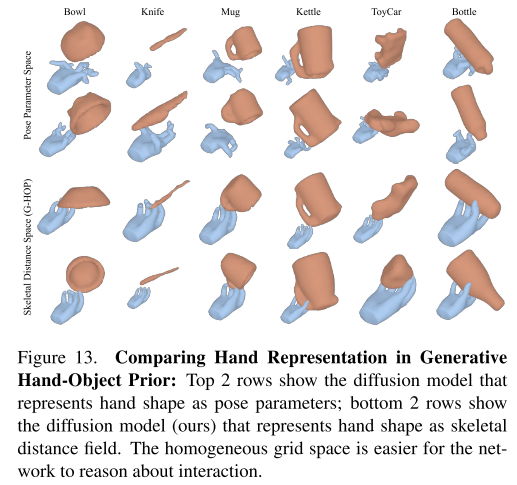 Bowl Knife Mug Kettle ToyCar Bottle
Pose Parameter Space
Skeletal Distance Space (G-HOP)
Figure 13. Comparing Hand Representation in Generative
Hand-Object Prior: Top 2 rows show the diffusion model that
represents hand shape as pose parameters; bottom 2 rows show
the diffusion model (ours) that represents hand shape as skeletal
distance field. The homogeneous grid space is easier for the net-
work to reason about interaction.